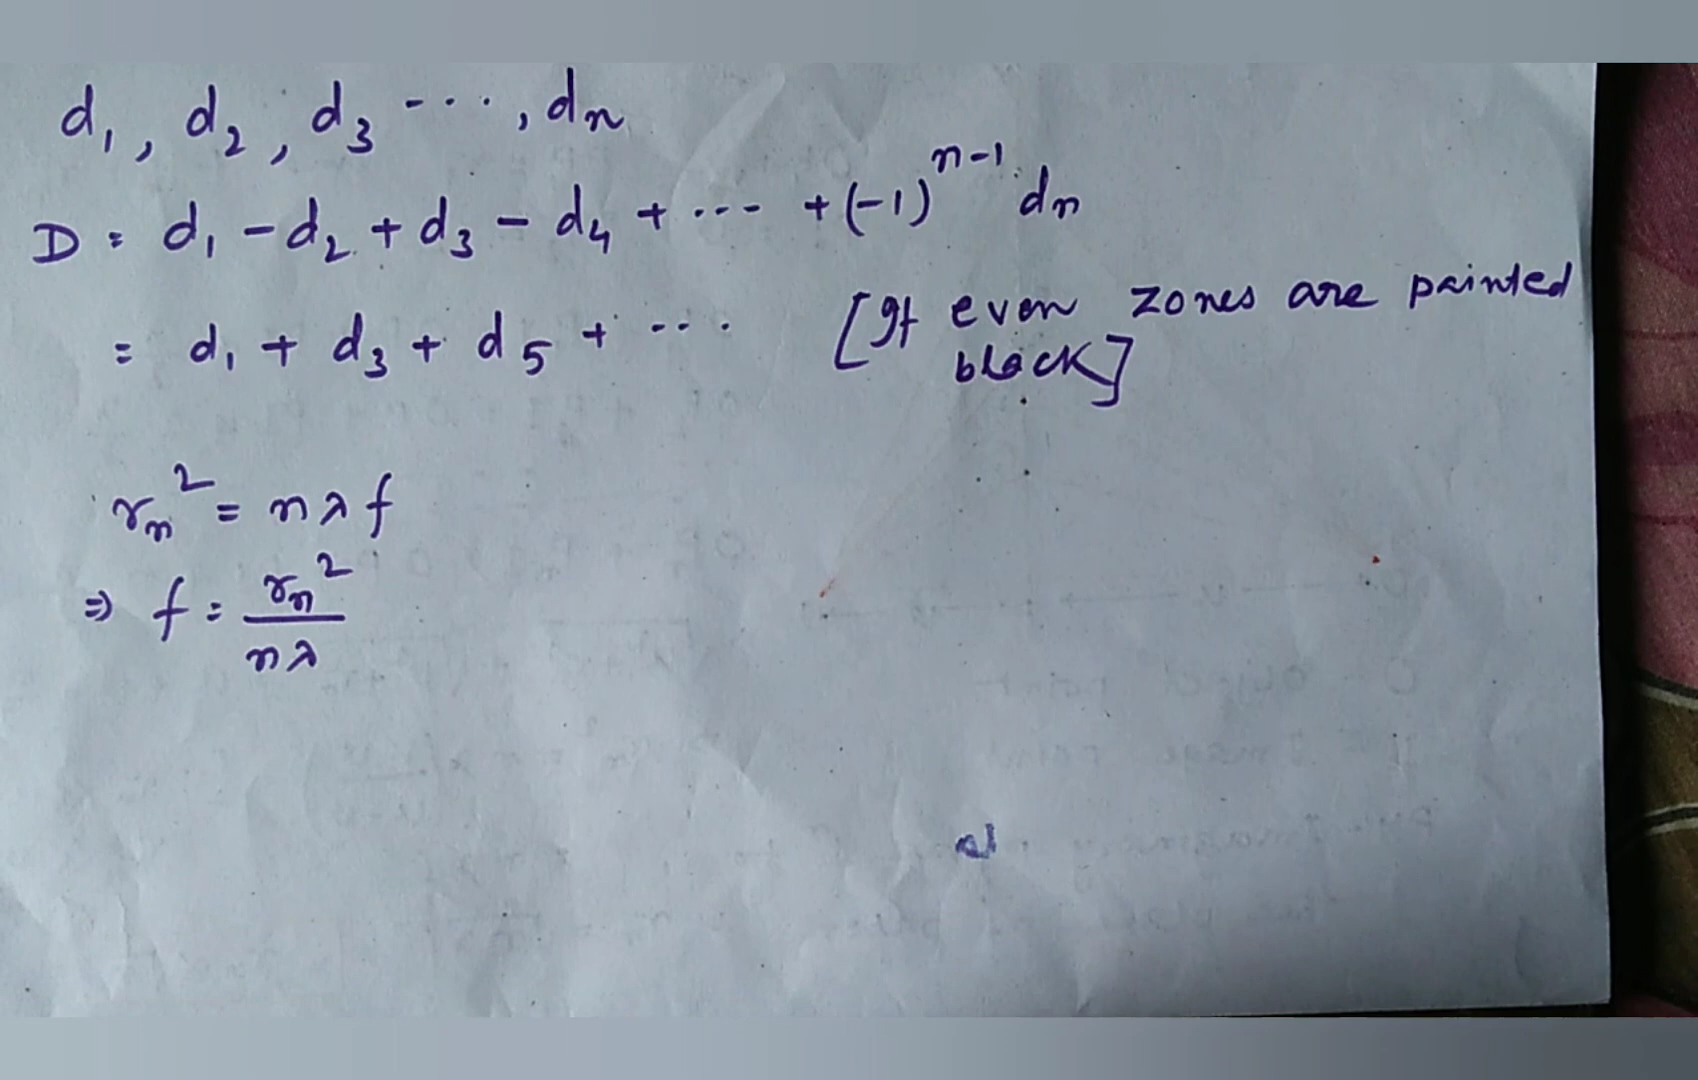 d₁, d₂, d₃ ---, dn
D = d₁ - d₂ + d₃ - d₄ + --- + (-1)ⁿ⁻¹ dn
= d₁ + d₃ + d₅ + --- [If even zones are painted
black]
rn² = nλf
⇒ f = rn²/nλ